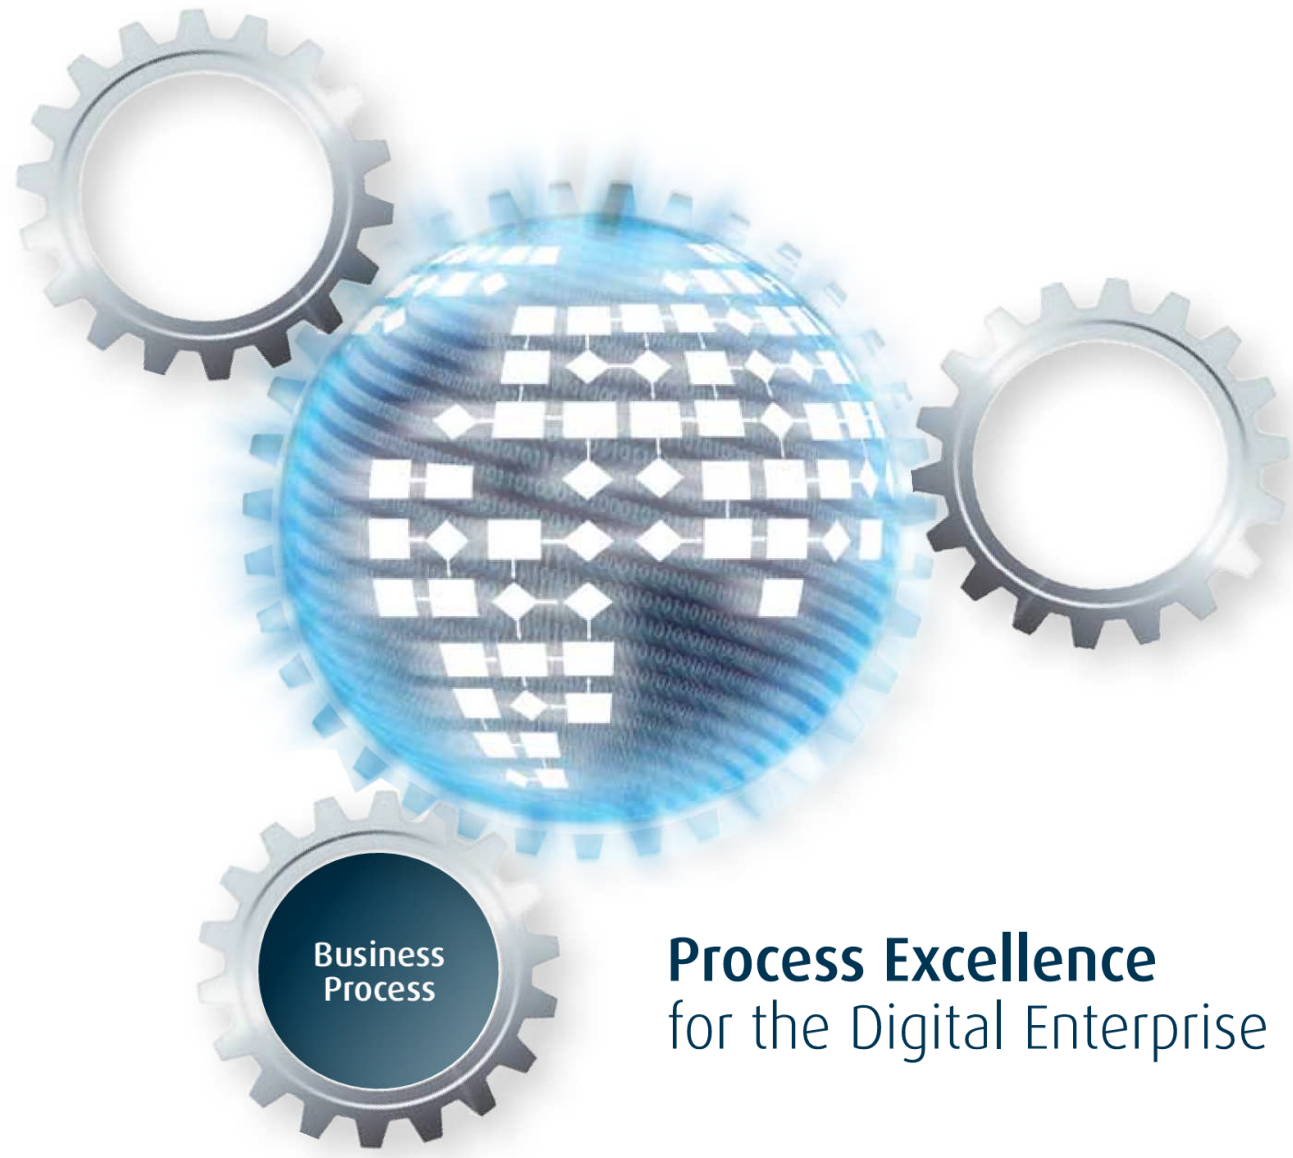 Business
Process
Process Excellence
for the Digital Enterprise